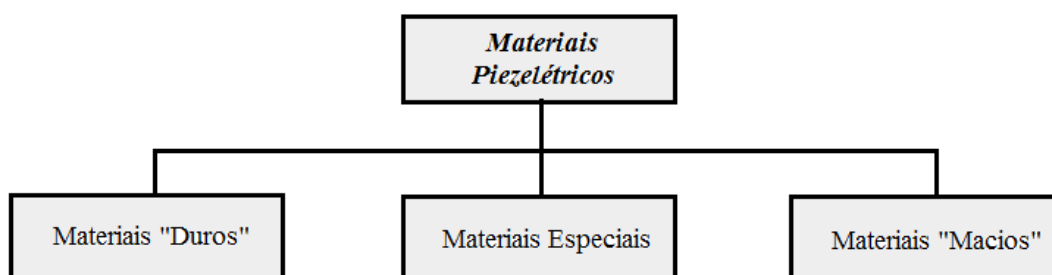 Materiais
Piezelétricos
Materiais "Duros"
Materiais Especiais
Materiais "Macios"